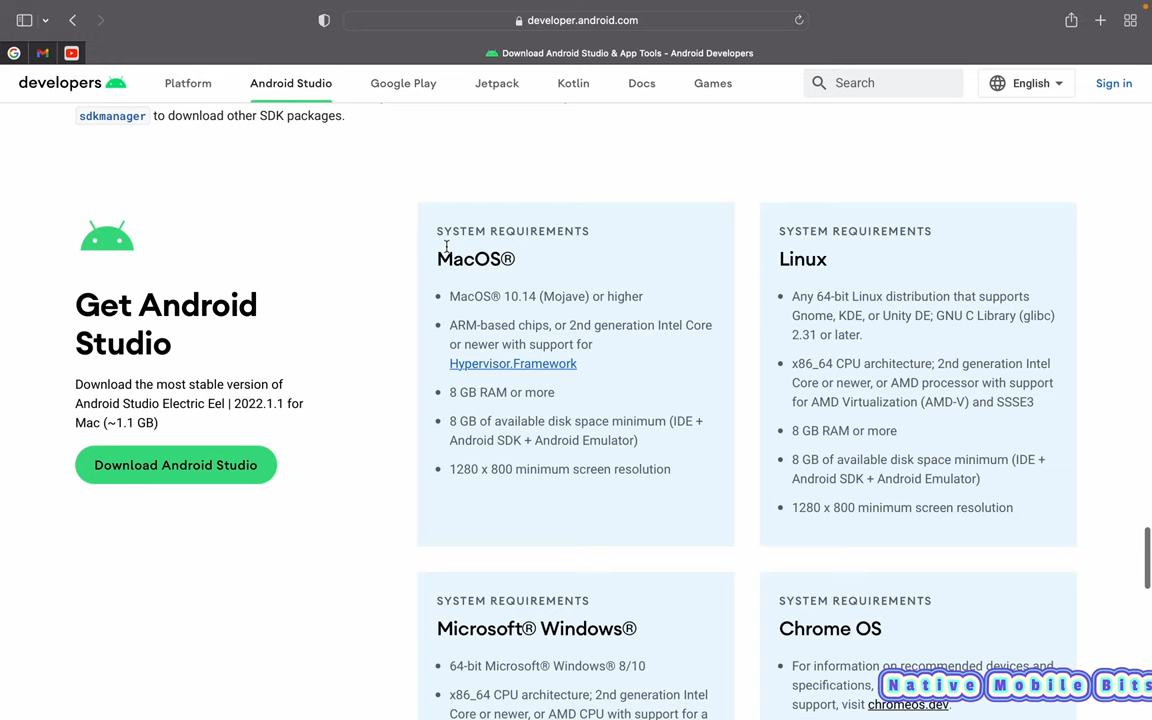 developer.android.com
Download Android Studio & App Tools - Android Developers
developers
Platform
Android Studio
Google Play
Jetpack
Kotlin
Docs
Games
Search
English
Sign in
sdkmanager to download other SDK packages.
Get Android
Studio
Download the most stable version of
Android Studio Electric Eel | 2022.1.1 for
Mac (~1.1 GB)
Download Android Studio
SYSTEM REQUIREMENTS
MacOS®
MacOS® 10.14 (Mojave) or higher
ARM-based chips, or 2nd generation Intel Core
or newer with support for
Hypervisor.Framework
8 GB RAM or more
8 GB of available disk space minimum (IDE +
Android SDK + Android Emulator)
1280 x 800 minimum screen resolution
SYSTEM REQUIREMENTS
Linux
Any 64-bit Linux distribution that supports
Gnome, KDE, or Unity DE; GNU C Library (glibc)
2.31 or later.
x86_64 CPU architecture; 2nd generation Intel
Core or newer, or AMD processor with support
for AMD Virtualization (AMD-V) and SSSE3
8 GB RAM or more
8 GB of available disk space minimum (IDE +
Android SDK + Android Emulator)
1280 x 800 minimum screen resolution
SYSTEM REQUIREMENTS
Microsoft® Windows®
64-bit Microsoft® Windows® 8/10
x86_64 CPU architecture; 2nd generation Intel
Core or newer, or AMD CPU with support for a
SYSTEM REQUIREMENTS
Chrome OS
For information on recommended devices and
specifications,
support, visit chromeos.dev.
Native Mobile Bits